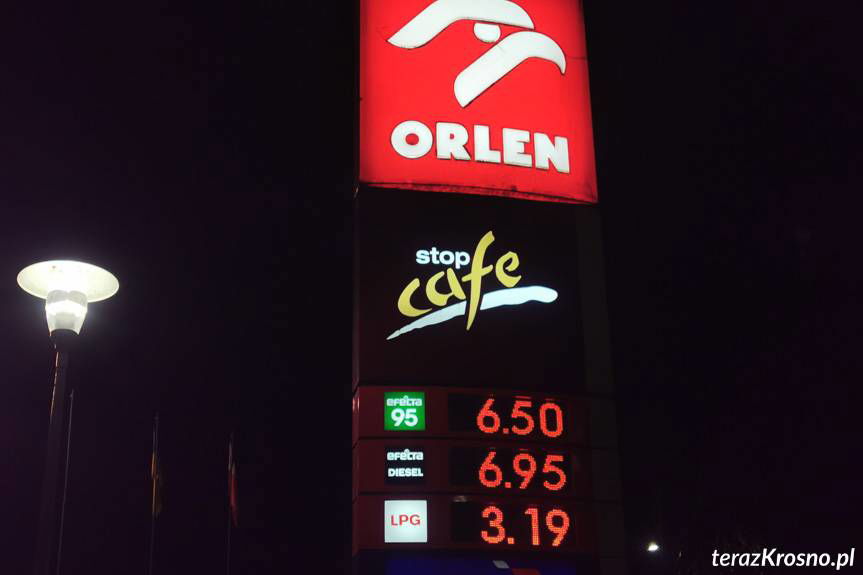 ORLEN
stop
cafe
EFECTA
95
6.50
EFECTA
DIESEL
6.95
LPG
3.19
terazKrosno.pl